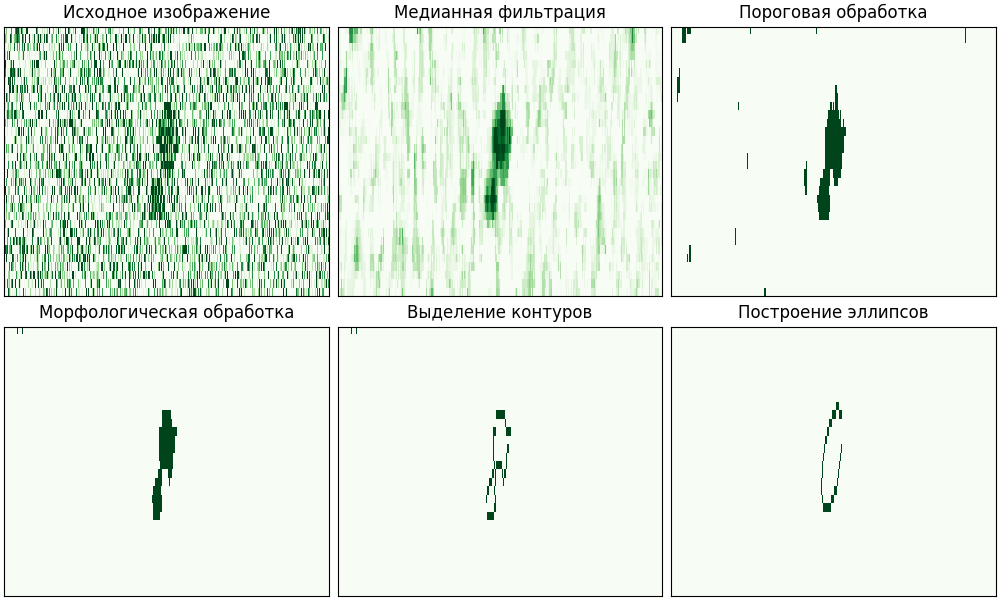 Исходное изображение
Медианная фильтрация
Пороговая обработка
Морфологическая обработка
Выделение контуров
Построение эллипсов